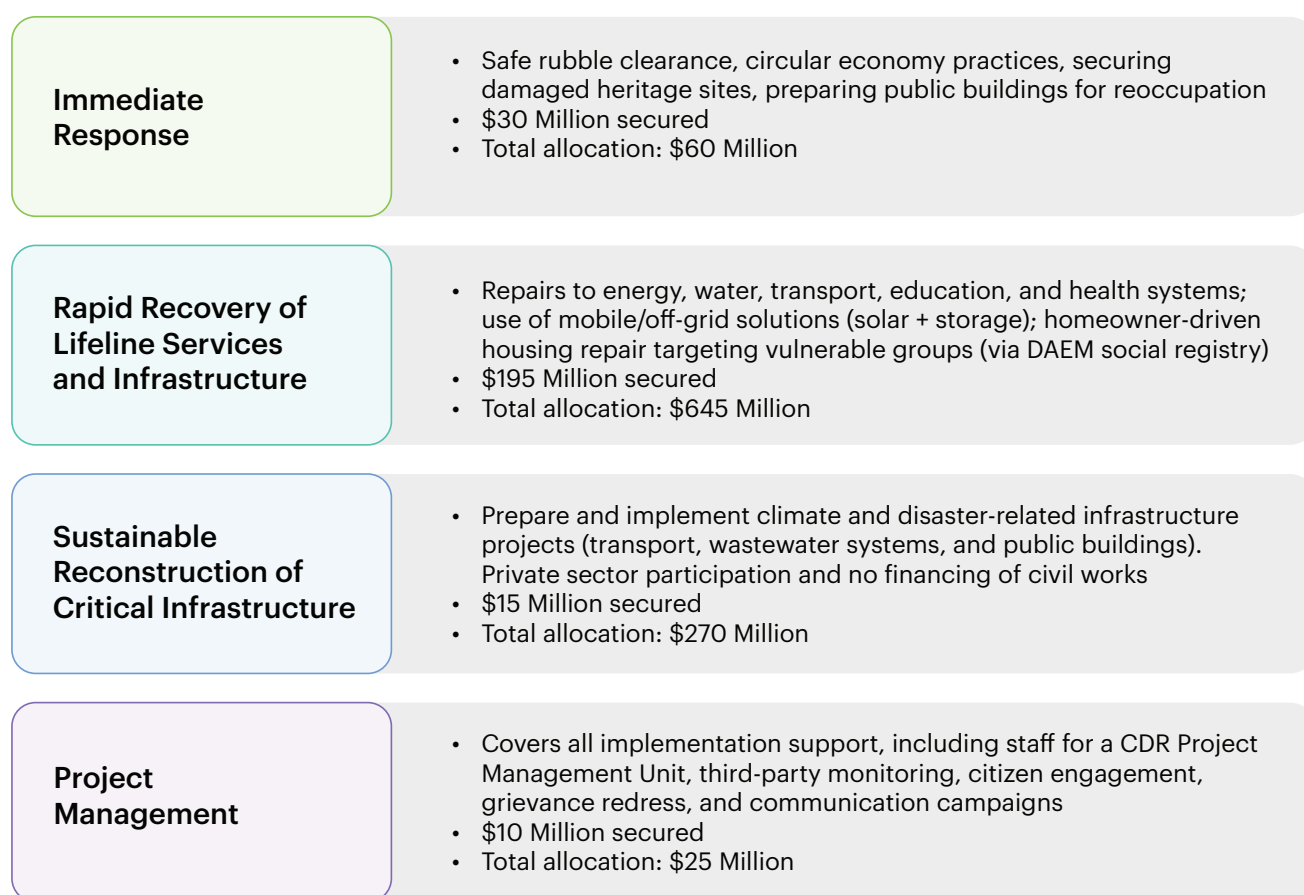 Immediate
Response
• Safe rubble clearance, circular economy practices, securing
damaged heritage sites, preparing public buildings for reoccupation
• $30 Million secured
• Total allocation: $60 Million
Rapid Recovery of
Lifeline Services
and Infrastructure
• Repairs to energy, water, transport, education, and health systems;
use of mobile/off-grid solutions (solar + storage); homeowner-driven
housing repair targeting vulnerable groups (via DAEM social registry)
• $195 Million secured
• Total allocation: $645 Million
Sustainable
Reconstruction of
Critical Infrastructure
• Prepare and implement climate and disaster-related infrastructure
projects (transport, wastewater systems, and public buildings).
Private sector participation and no financing of civil works
• $15 Million secured
• Total allocation: $270 Million
Project
Management
• Covers all implementation support, including staff for a CDR Project
Management Unit, third-party monitoring, citizen engagement,
grievance redress, and communication campaigns
• $10 Million secured
• Total allocation: $25 Million